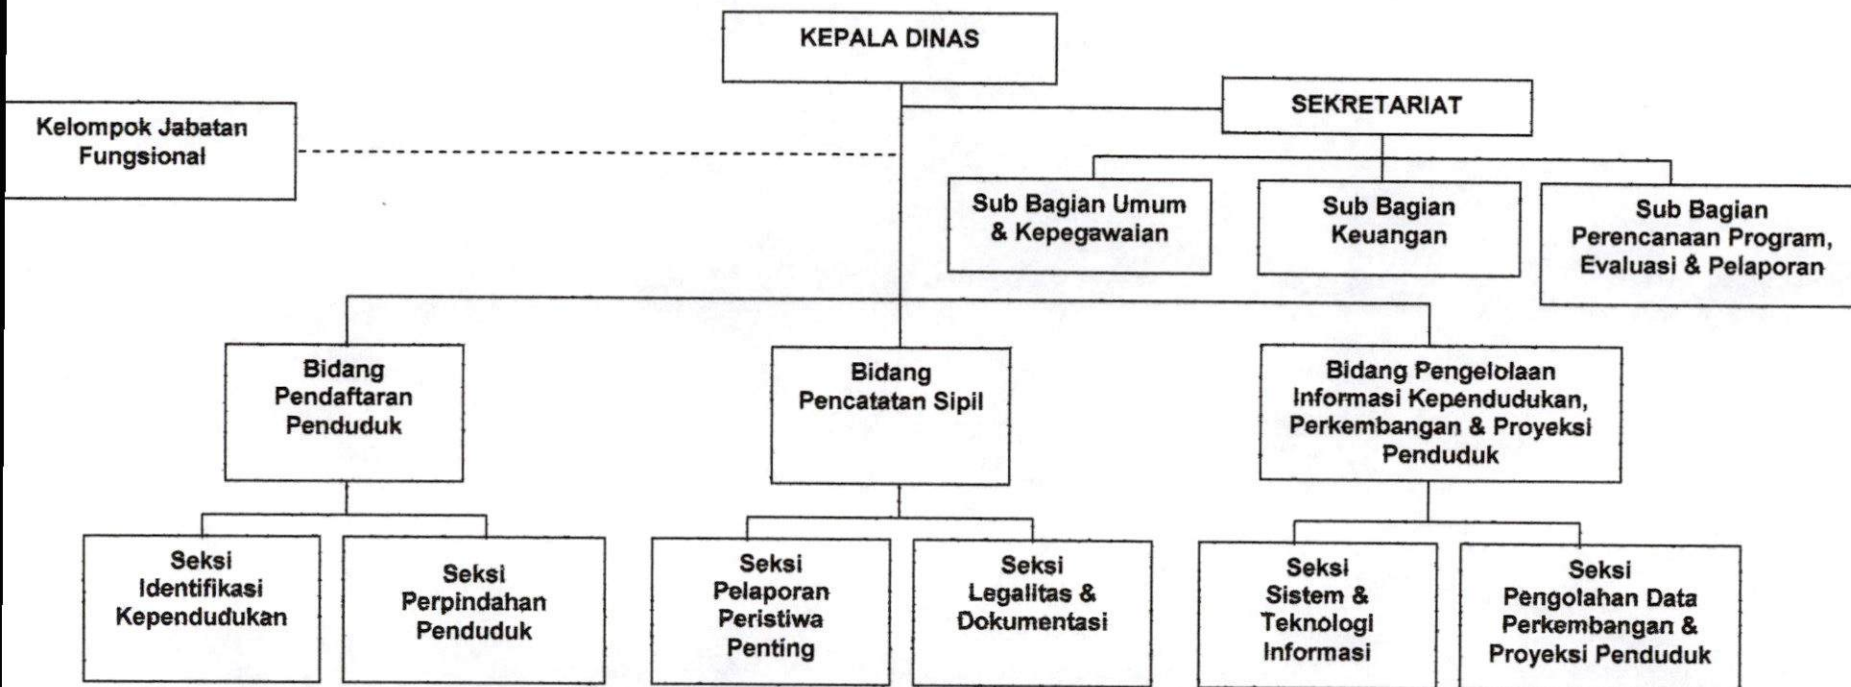 KEPALA DINAS
SEKRETARIAT
Kelompok Jabatan
Fungsional
Sub Bagian Umum
& Kepegawaian
Sub Bagian
Keuangan
Sub Bagian
Perencanaan Program,
Evaluasi & Pelaporan
Bidang
Pendaftaran
Penduduk
Bidang
Pencatatan Sipil
Bidang Pengelolaan
Informasi Kependudukan,
Perkembangan & Proyeksi
Penduduk
Seksi
Identifikasi
Kependudukan
Seksi
Perpindahan
Penduduk
Seksi
Pelaporan
Peristiwa
Penting
Seksi
Legalitas &
Dokumentasi
Seksi
Sistem &
Teknologi
Informasi
Seksi
Pengolahan Data
Perkembangan &
Proyeksi Penduduk